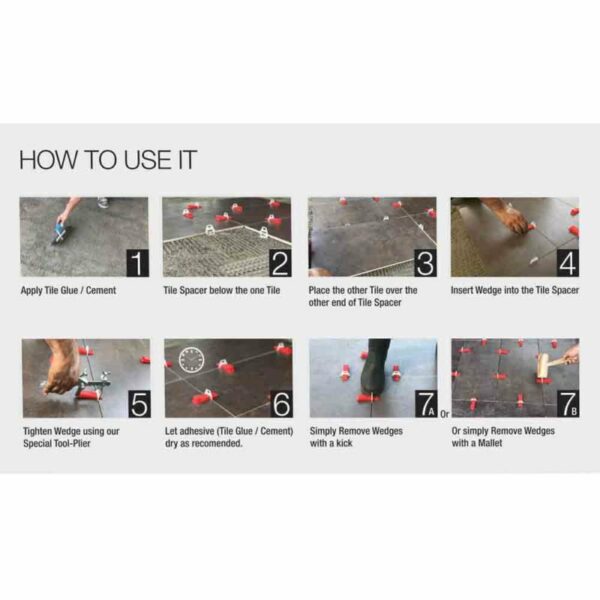 HOW TO USE IT
1
2
3
4
Apply Tile Glue / Cement
Tile Spacer below the one Tile
Place the other Tile over the
other end of Tile Spacer
Insert Wedge into the Tile Spacer
5
6
7A
Or
7B
Tighten Wedge using our
Special Tool-Plier
Let adhesive (Tile Glue / Cement)
dry as recomended.
Simply Remove Wedges
with a kick
Or simply Remove Wedges
with a Mallet